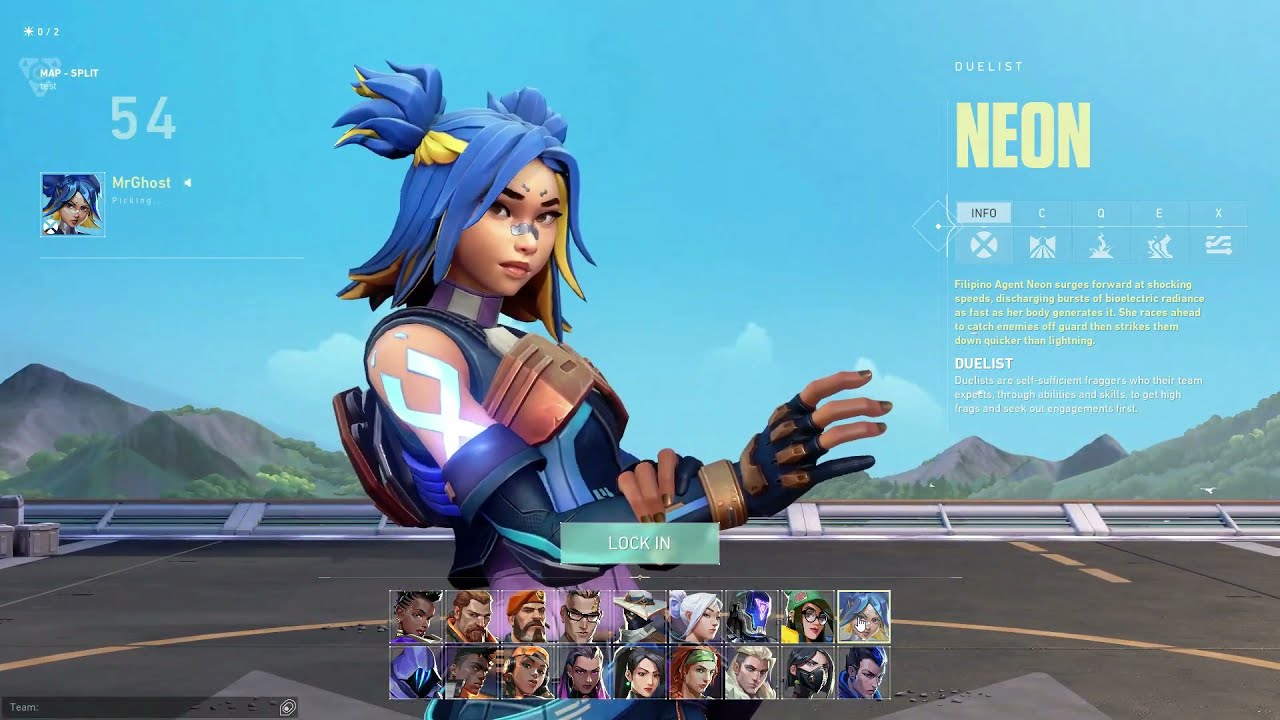 0 / 2
MAP - SPLIT
test
54
MrGhost
Picking..
DUELIST
NEON
INFO C Q E X
Filipino Agent Neon surges forward at shocking
speeds, discharging bursts of bioelectric radiance
as fast as her body generates it. She races ahead
to catch enemies off guard then strikes them
down quicker than lightning.
DUELIST
Duelists are self-sufficient fraggers who their team
expects, through abilities and skills, to get high
frags and seek out engagements first.
LOCK IN
Team: